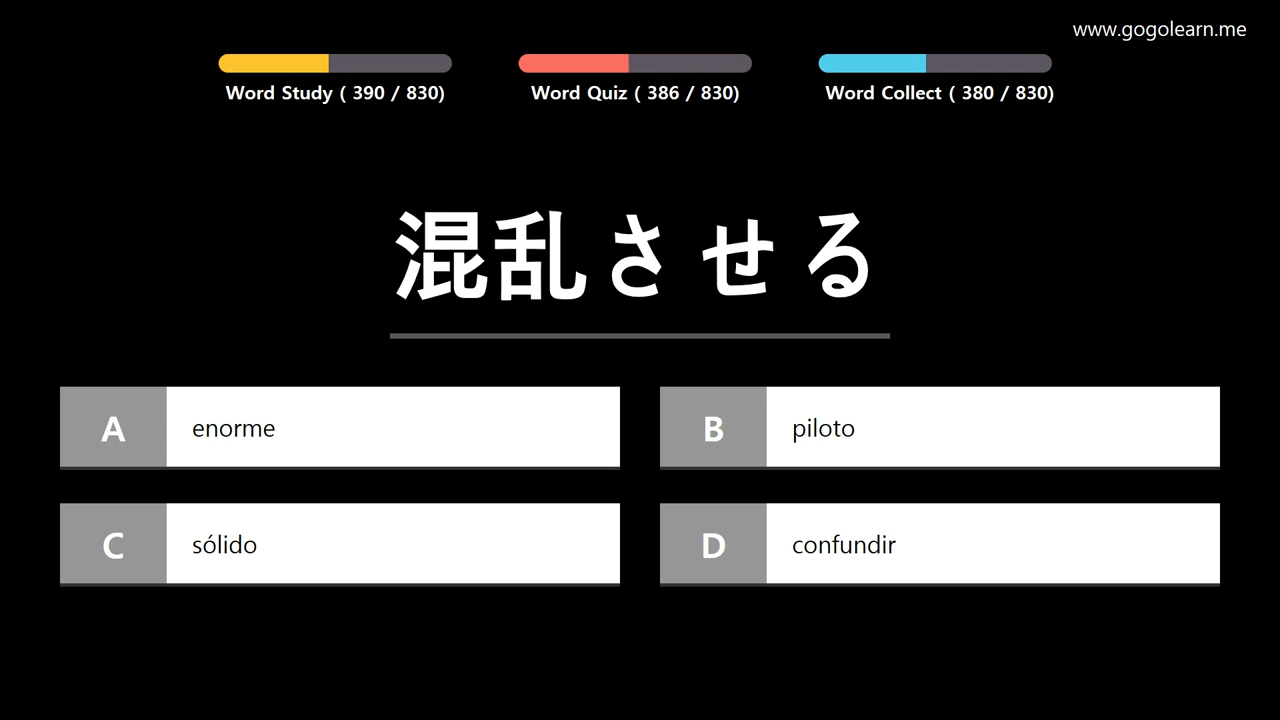 www.gogolearn.me
Word Study ( 390 / 830)
Word Quiz ( 386 / 830)
Word Collect ( 380 / 830)
混乱させる
A enorme
B piloto
C sólido
D confundir